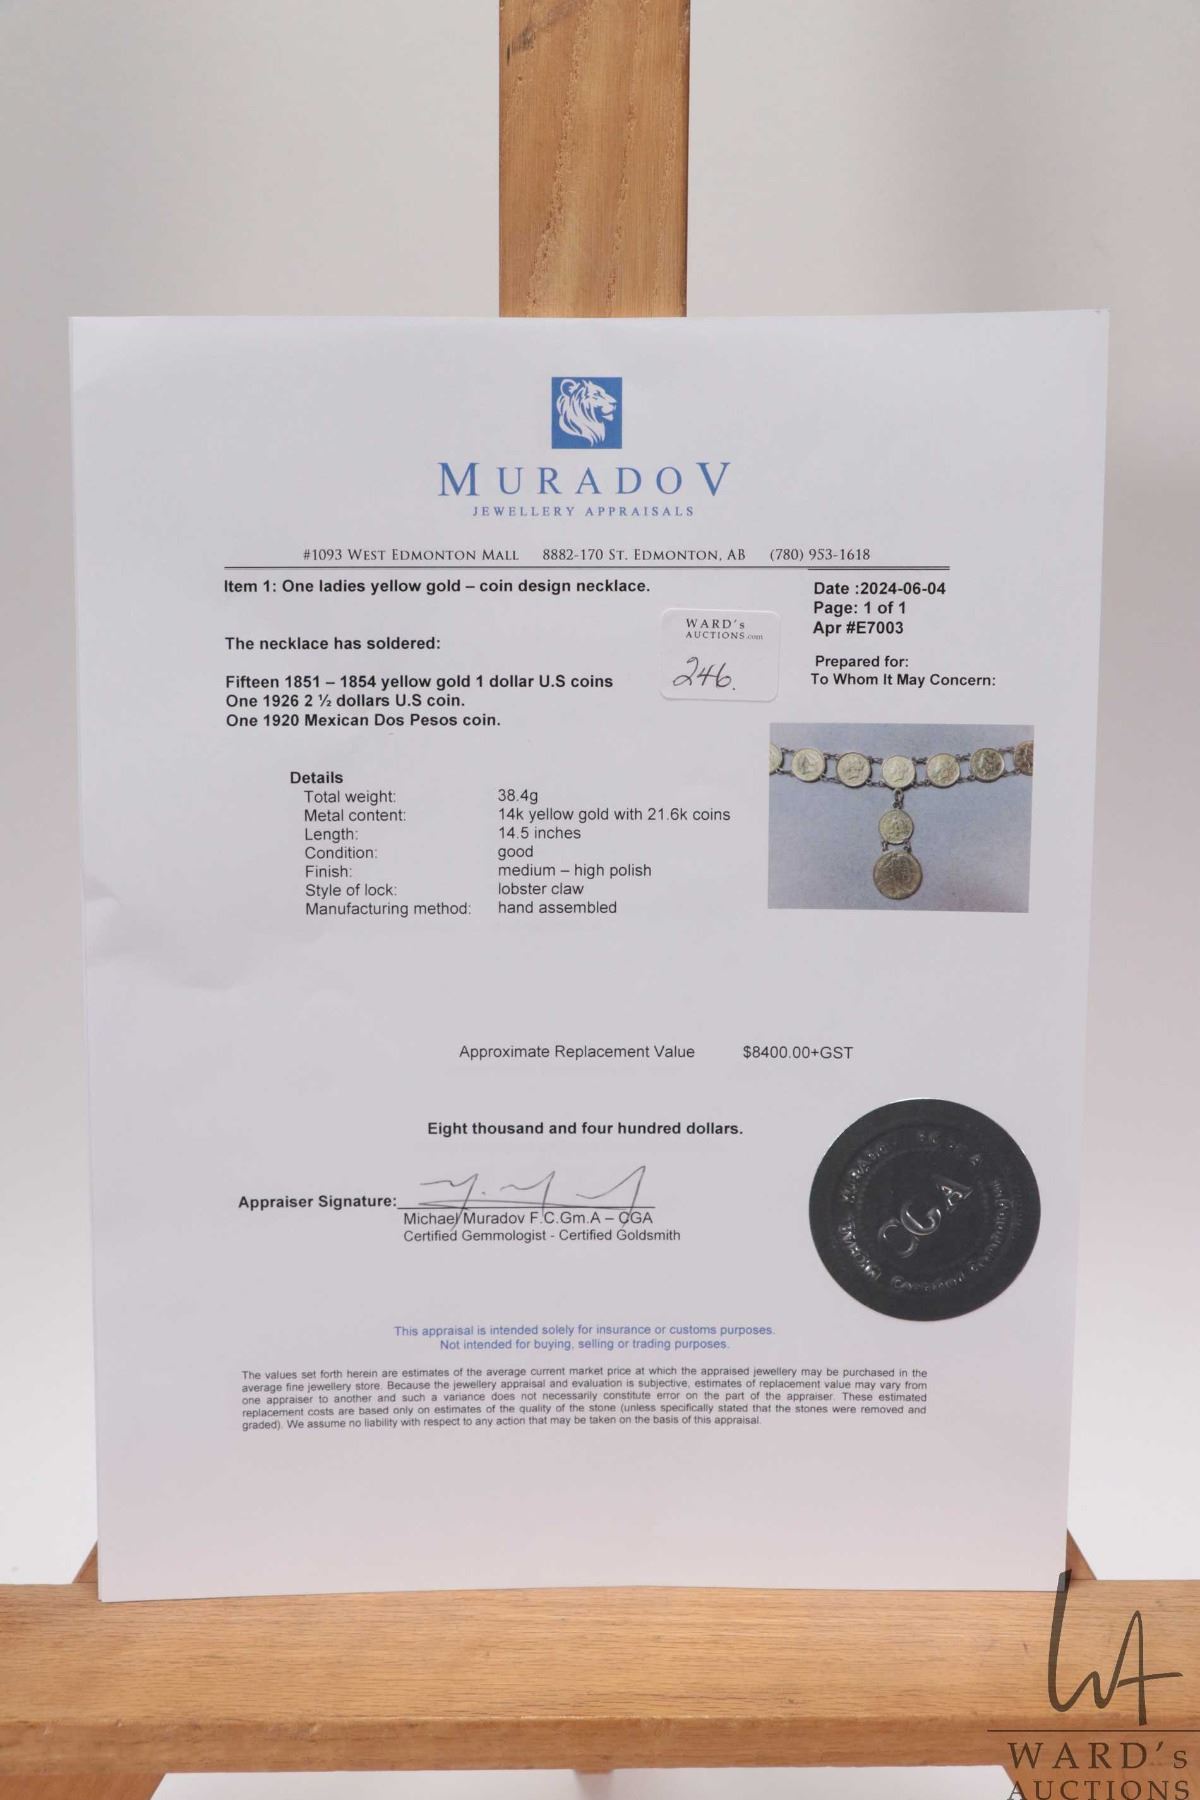 MURADOV
JEWELLERY APPRAISALS
#1093 WEST EDMONTON MALL 8882-170 ST. EDMONTON, AB (780) 953-1618
Item 1: One ladies yellow gold – coin design necklace.
Date :2024-06-04
Page: 1 of 1
Apr #E7003
WARD's
AUCTIONS.com
246.
The necklace has soldered:
Prepared for:
To Whom It May Concern:
Fifteen 1851 – 1854 yellow gold 1 dollar U.S coins
One 1926 2 ½ dollars U.S coin.
One 1920 Mexican Dos Pesos coin.
Details
Total weight: 38.4g
Metal content: 14k yellow gold with 21.6k coins
Length: 14.5 inches
Condition: good
Finish: medium – high polish
Style of lock: lobster claw
Manufacturing method: hand assembled
Approximate Replacement Value $8400.00+GST
Eight thousand and four hundred dollars.
Appraiser Signature:
Michael Muradov F.C.Gm.A – CGA
Certified Gemmologist - Certified Goldsmith
CGA
This appraisal is intended solely for insurance or customs purposes.
Not intended for buying, selling or trading purposes.
The values set forth herein are estimates of the average current market price at which the appraised jewellery may be purchased in the
average fine jewellery store. Because the jewellery appraisal and evaluation is subjective, estimates of replacement value may vary from
one appraiser to another and such a variance does not necessarily constitute error on the part of the appraiser. These estimated
replacement costs are based only on estimates of the quality of the stone (unless specifically stated that the stones were removed and
graded). We assume no liability with respect to any action that may be taken on the basis of this appraisal.
WA
WARD's
AUCTIONS